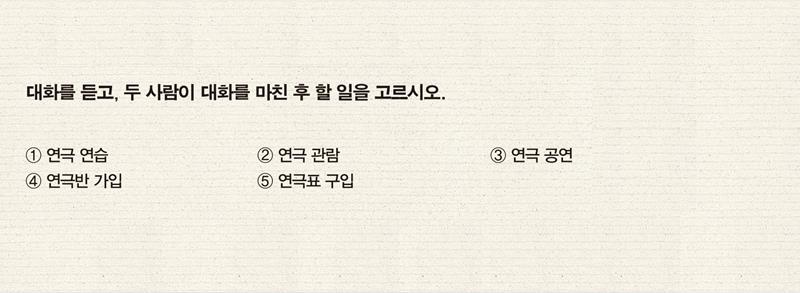 대화를 듣고, 두 사람이 대화를 마친 후 할 일을 고르시오.
① 연극 연습 ② 연극 관람 ③ 연극 공연
④ 연극반 가입 ⑤ 연극표 구입